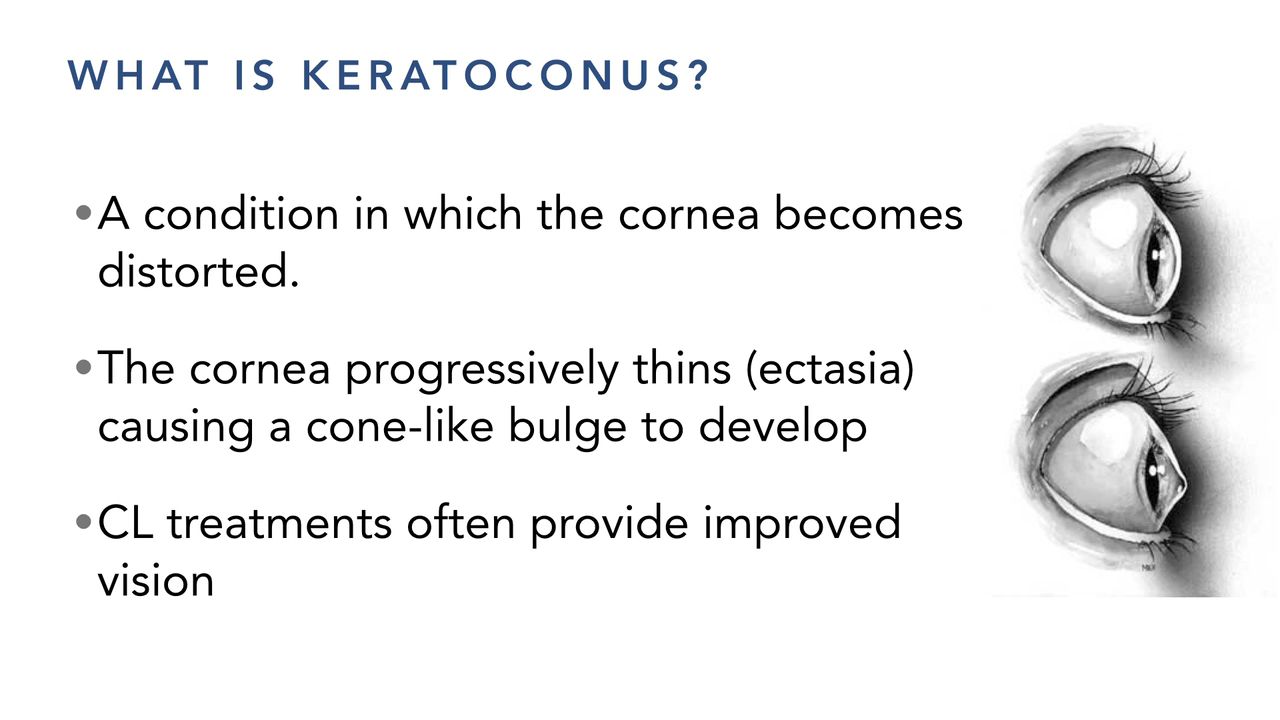 WHAT IS KERATOCONUS?
•A condition in which the cornea becomes
distorted.
•The cornea progressively thins (ectasia)
causing a cone-like bulge to develop
•CL treatments often provide improved
vision